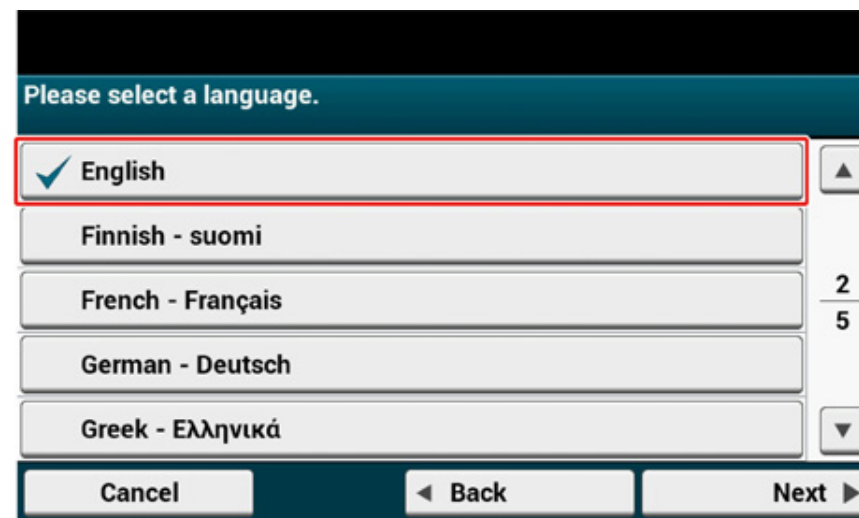 Please select a language.
English
Finnish - suomi
French - Français
German - Deutsch
Greek - Ελληνικά
2
5
Cancel
Back
Next